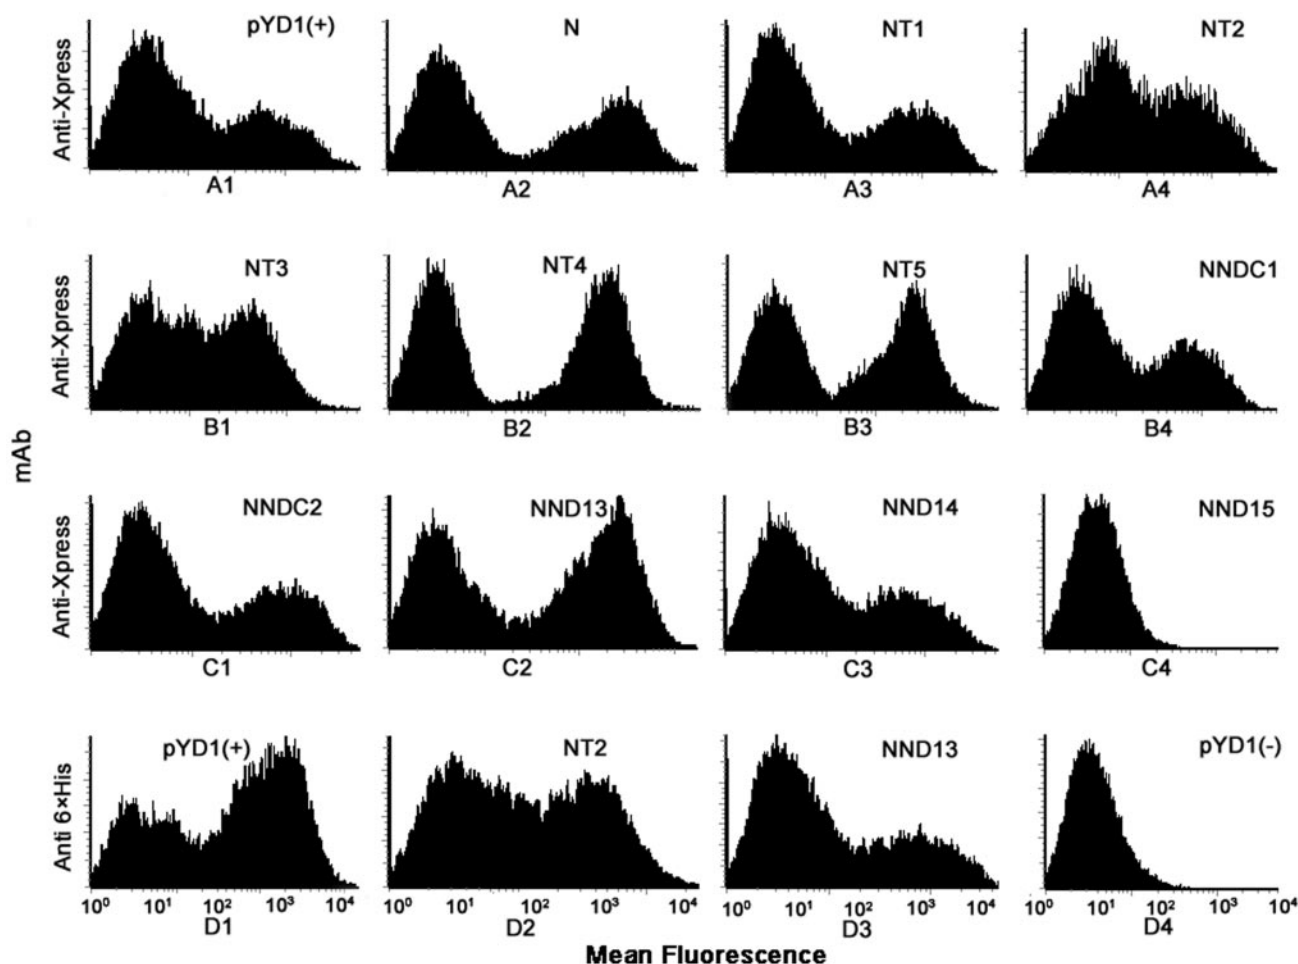 pYD1(+) N NT1 NT2
Anti-Xpress
A1 A2 A3 A4
NT3 NT4 NT5 NNDC1
Anti-Xpress
B1 B2 B3 B4
mAb
NNDC2 NND13 NND14 NND15
Anti-Xpress
C1 C2 C3 C4
pYD1(+) NT2 NND13 pYD1(-)
Anti 6×His
10⁰ 10¹ 10² 10³ 10⁴ 10⁰ 10¹ 10² 10³ 10⁴ 10⁰ 10¹ 10² 10³ 10⁴ 10⁰ 10¹ 10² 10³ 10⁴
D1 D2 D3 D4
Mean Fluorescence